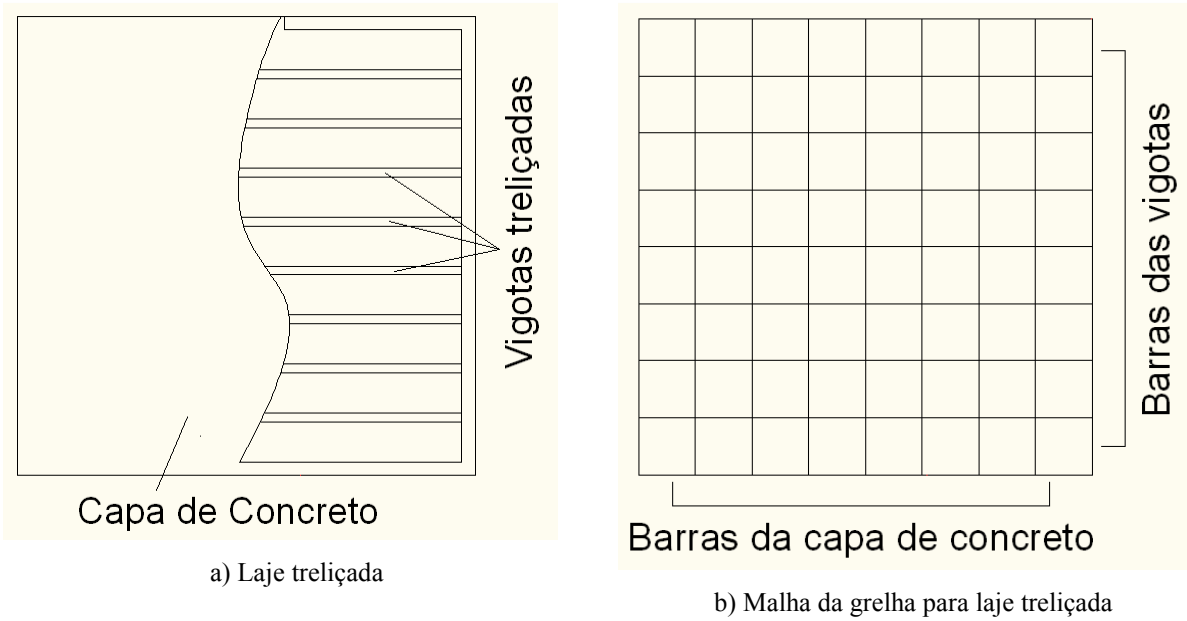 Vigotas treliçadas
Capa de Concreto
a) Laje treliçada
Barras das vigotas
Barras da capa de concreto
b) Malha da grelha para laje treliçada